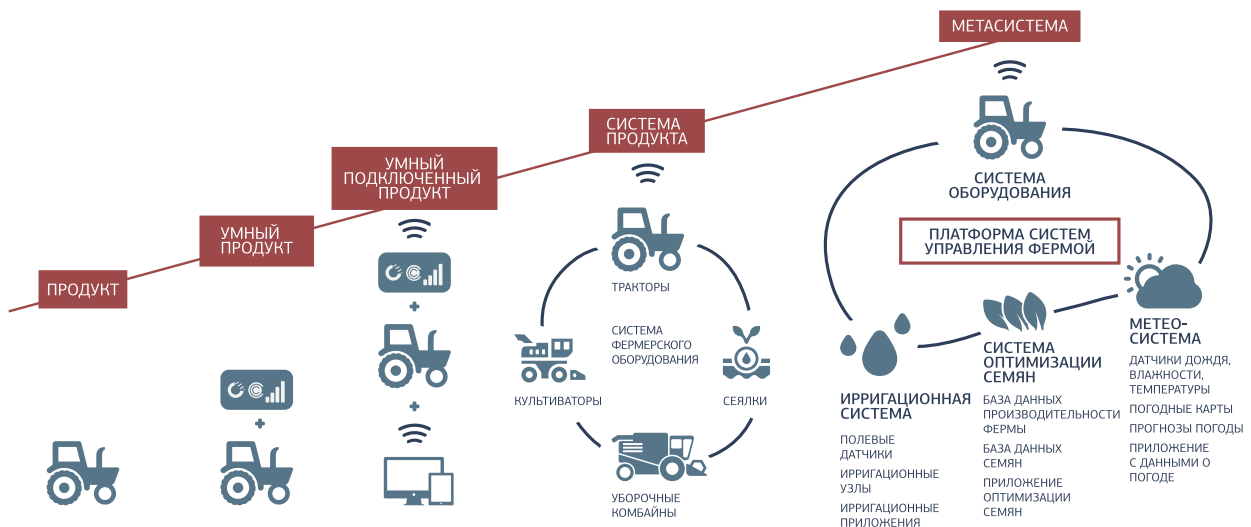 МЕТАСИСТЕМА
СИСТЕМА
ПРОДУКТА
УМНЫЙ
ПОДКЛЮЧЕННЫЙ
ПРОДУКТ
УМНЫЙ
ПРОДУКТ
ПРОДУКТ
ТРАКТОРЫ
СИСТЕМА
ФЕРМЕРСКОГО
ОБОРУДОВАНИЯ
КУЛЬТИВАТОРЫ
СЕЯЛКИ
УБОРОЧНЫЕ
КОМБАЙНЫ
СИСТЕМА
ОБОРУДОВАНИЯ
ПЛАТФОРМА СИСТЕМ
УПРАВЛЕНИЯ ФЕРМОЙ
ИРРИГАЦИОННАЯ
СИСТЕМА
ПОЛЕВЫЕ
ДАТЧИКИ
ИРРИГАЦИОННЫЕ
УЗЛЫ
ИРРИГАЦИОННЫЕ
ПРИЛОЖЕНИЯ
СИСТЕМА
ОПТИМИЗАЦИИ
СЕМЯН
БАЗА ДАННЫХ
ПРОИЗВОДИТЕЛЬНОСТИ
ФЕРМЫ
БАЗА ДАННЫХ
СЕМЯН
ПРИЛОЖЕНИЕ
ОПТИМИЗАЦИИ
СЕМЯН
МЕТЕО-
СИСТЕМА
ДАТЧИКИ ДОЖДЯ,
ВЛАЖНОСТИ,
ТЕМПЕРАТУРЫ
ПОГОДНЫЕ КАРТЫ
ПРОГНОЗЫ ПОГОДЫ
ПРИЛОЖЕНИЕ
С ДАННЫМИ О
ПОГОДЕ